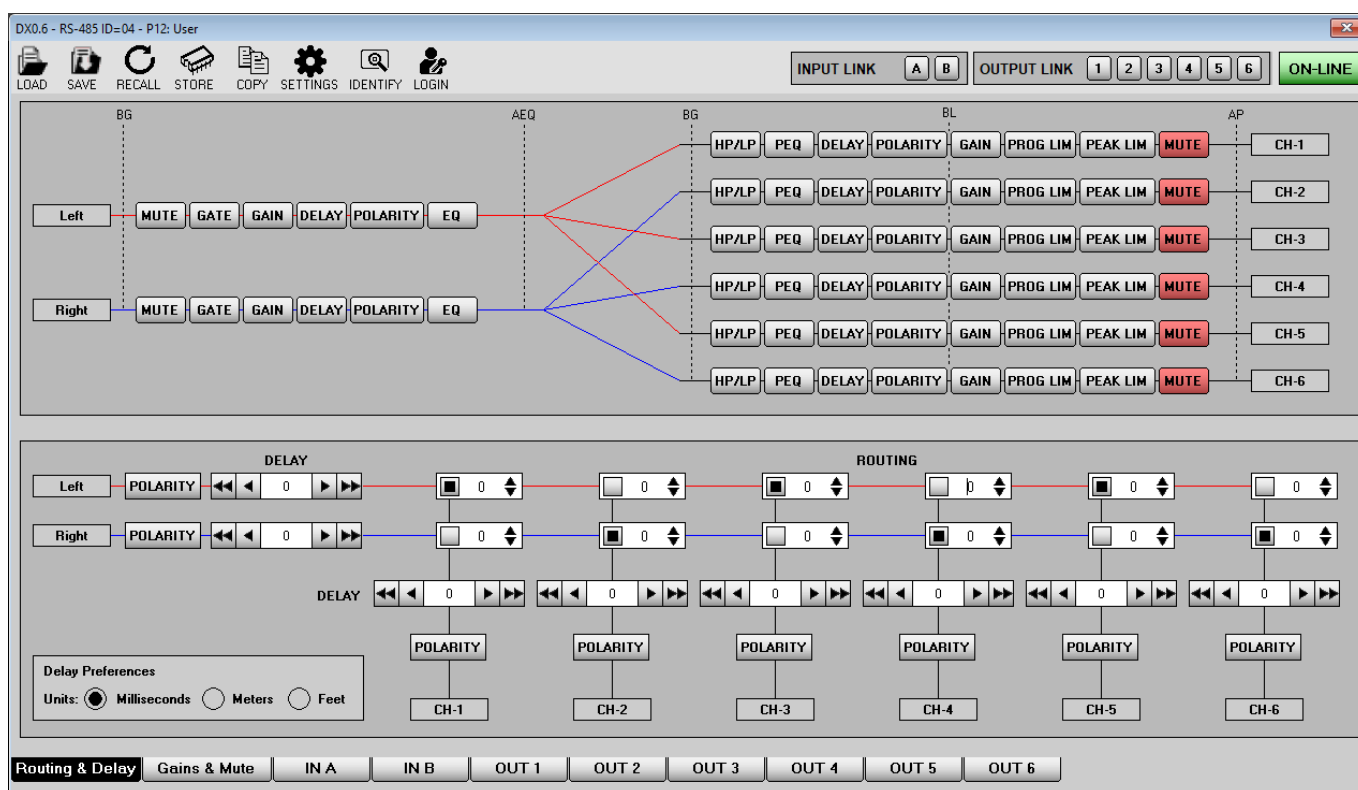 DX0.6 - RS-485 ID=04 - P12: User
LOAD SAVE RECALL STORE COPY SETTINGS IDENTIFY LOGIN
INPUT LINK A B OUTPUT LINK 1 2 3 4 5 6 ON-LINE
BG AEQ BG BL AP
HP/LP PEQ DELAY POLARITY GAIN PROG LIM PEAK LIM MUTE CH-1
HP/LP PEQ DELAY POLARITY GAIN PROG LIM PEAK LIM MUTE CH-2
Left MUTE GATE GAIN DELAY POLARITY EQ
HP/LP PEQ DELAY POLARITY GAIN PROG LIM PEAK LIM MUTE CH-3
HP/LP PEQ DELAY POLARITY GAIN PROG LIM PEAK LIM MUTE CH-4
Right MUTE GATE GAIN DELAY POLARITY EQ
HP/LP PEQ DELAY POLARITY GAIN PROG LIM PEAK LIM MUTE CH-5
HP/LP PEQ DELAY POLARITY GAIN PROG LIM PEAK LIM MUTE CH-6
DELAY ROUTING
Left POLARITY 0 0 0 0 0 0 0
Right POLARITY 0 0 0 0 0 0 0
DELAY 0 0 0 0 0 0
POLARITY POLARITY POLARITY POLARITY POLARITY POLARITY
Delay Preferences
Units: Milliseconds Meters Feet
CH-1 CH-2 CH-3 CH-4 CH-5 CH-6
Routing & Delay Gains & Mute IN A IN B OUT 1 OUT 2 OUT 3 OUT 4 OUT 5 OUT 6